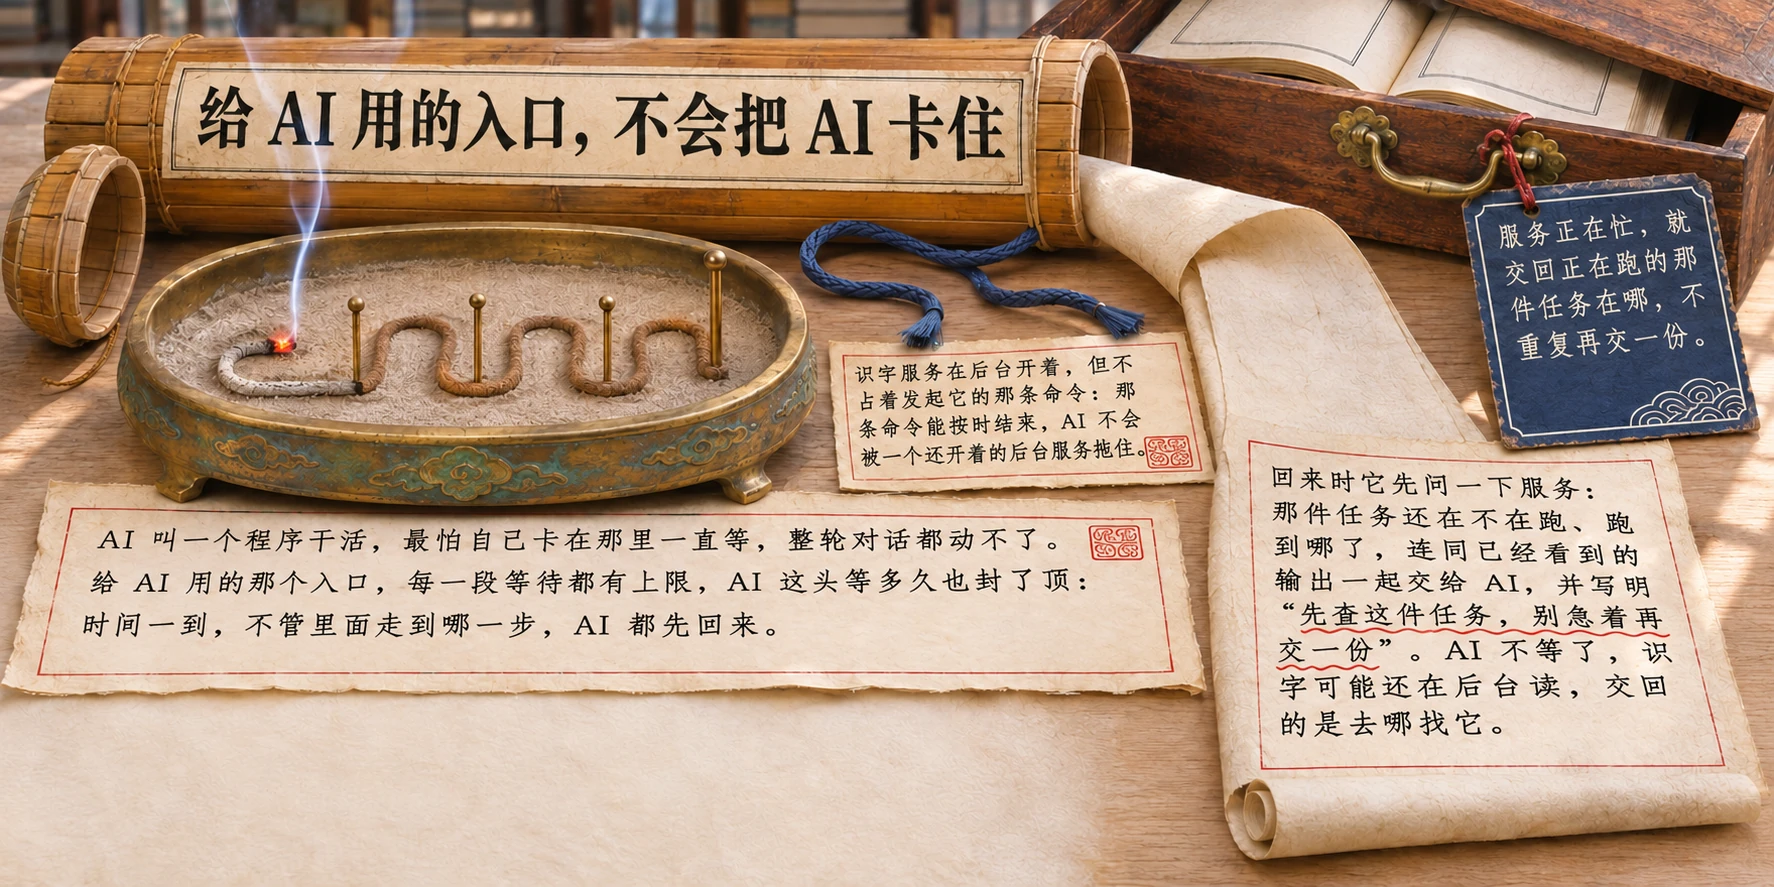 给 AI 用的入口，不会把 AI 卡住
服务正在忙，就
交回正在跑的那
件任务在哪，不
重复再交一份。
识字服务在后台开着，但不
占着发起它的那条命令：那
条命令能按时结束，AI 不会
被一个还开着的后台服务拖住。
AI 叫一个程序干活，最怕自己卡在那里一直等，整轮对话都动不了。
给 AI 用的那个入口，每一段等待都有上限，AI 这头等多久也封了顶：
时间一到，不管里面走到哪一步，AI 都先回来。
回来时它先问一下服务：
那件任务还在不在跑、跑
到哪了，连同已经看到的
输出一起交给 AI，并写明
“先查这件任务，别急着再
交一份”。AI 不等了，识
字可能还在后台读，交回
的是去哪找它。